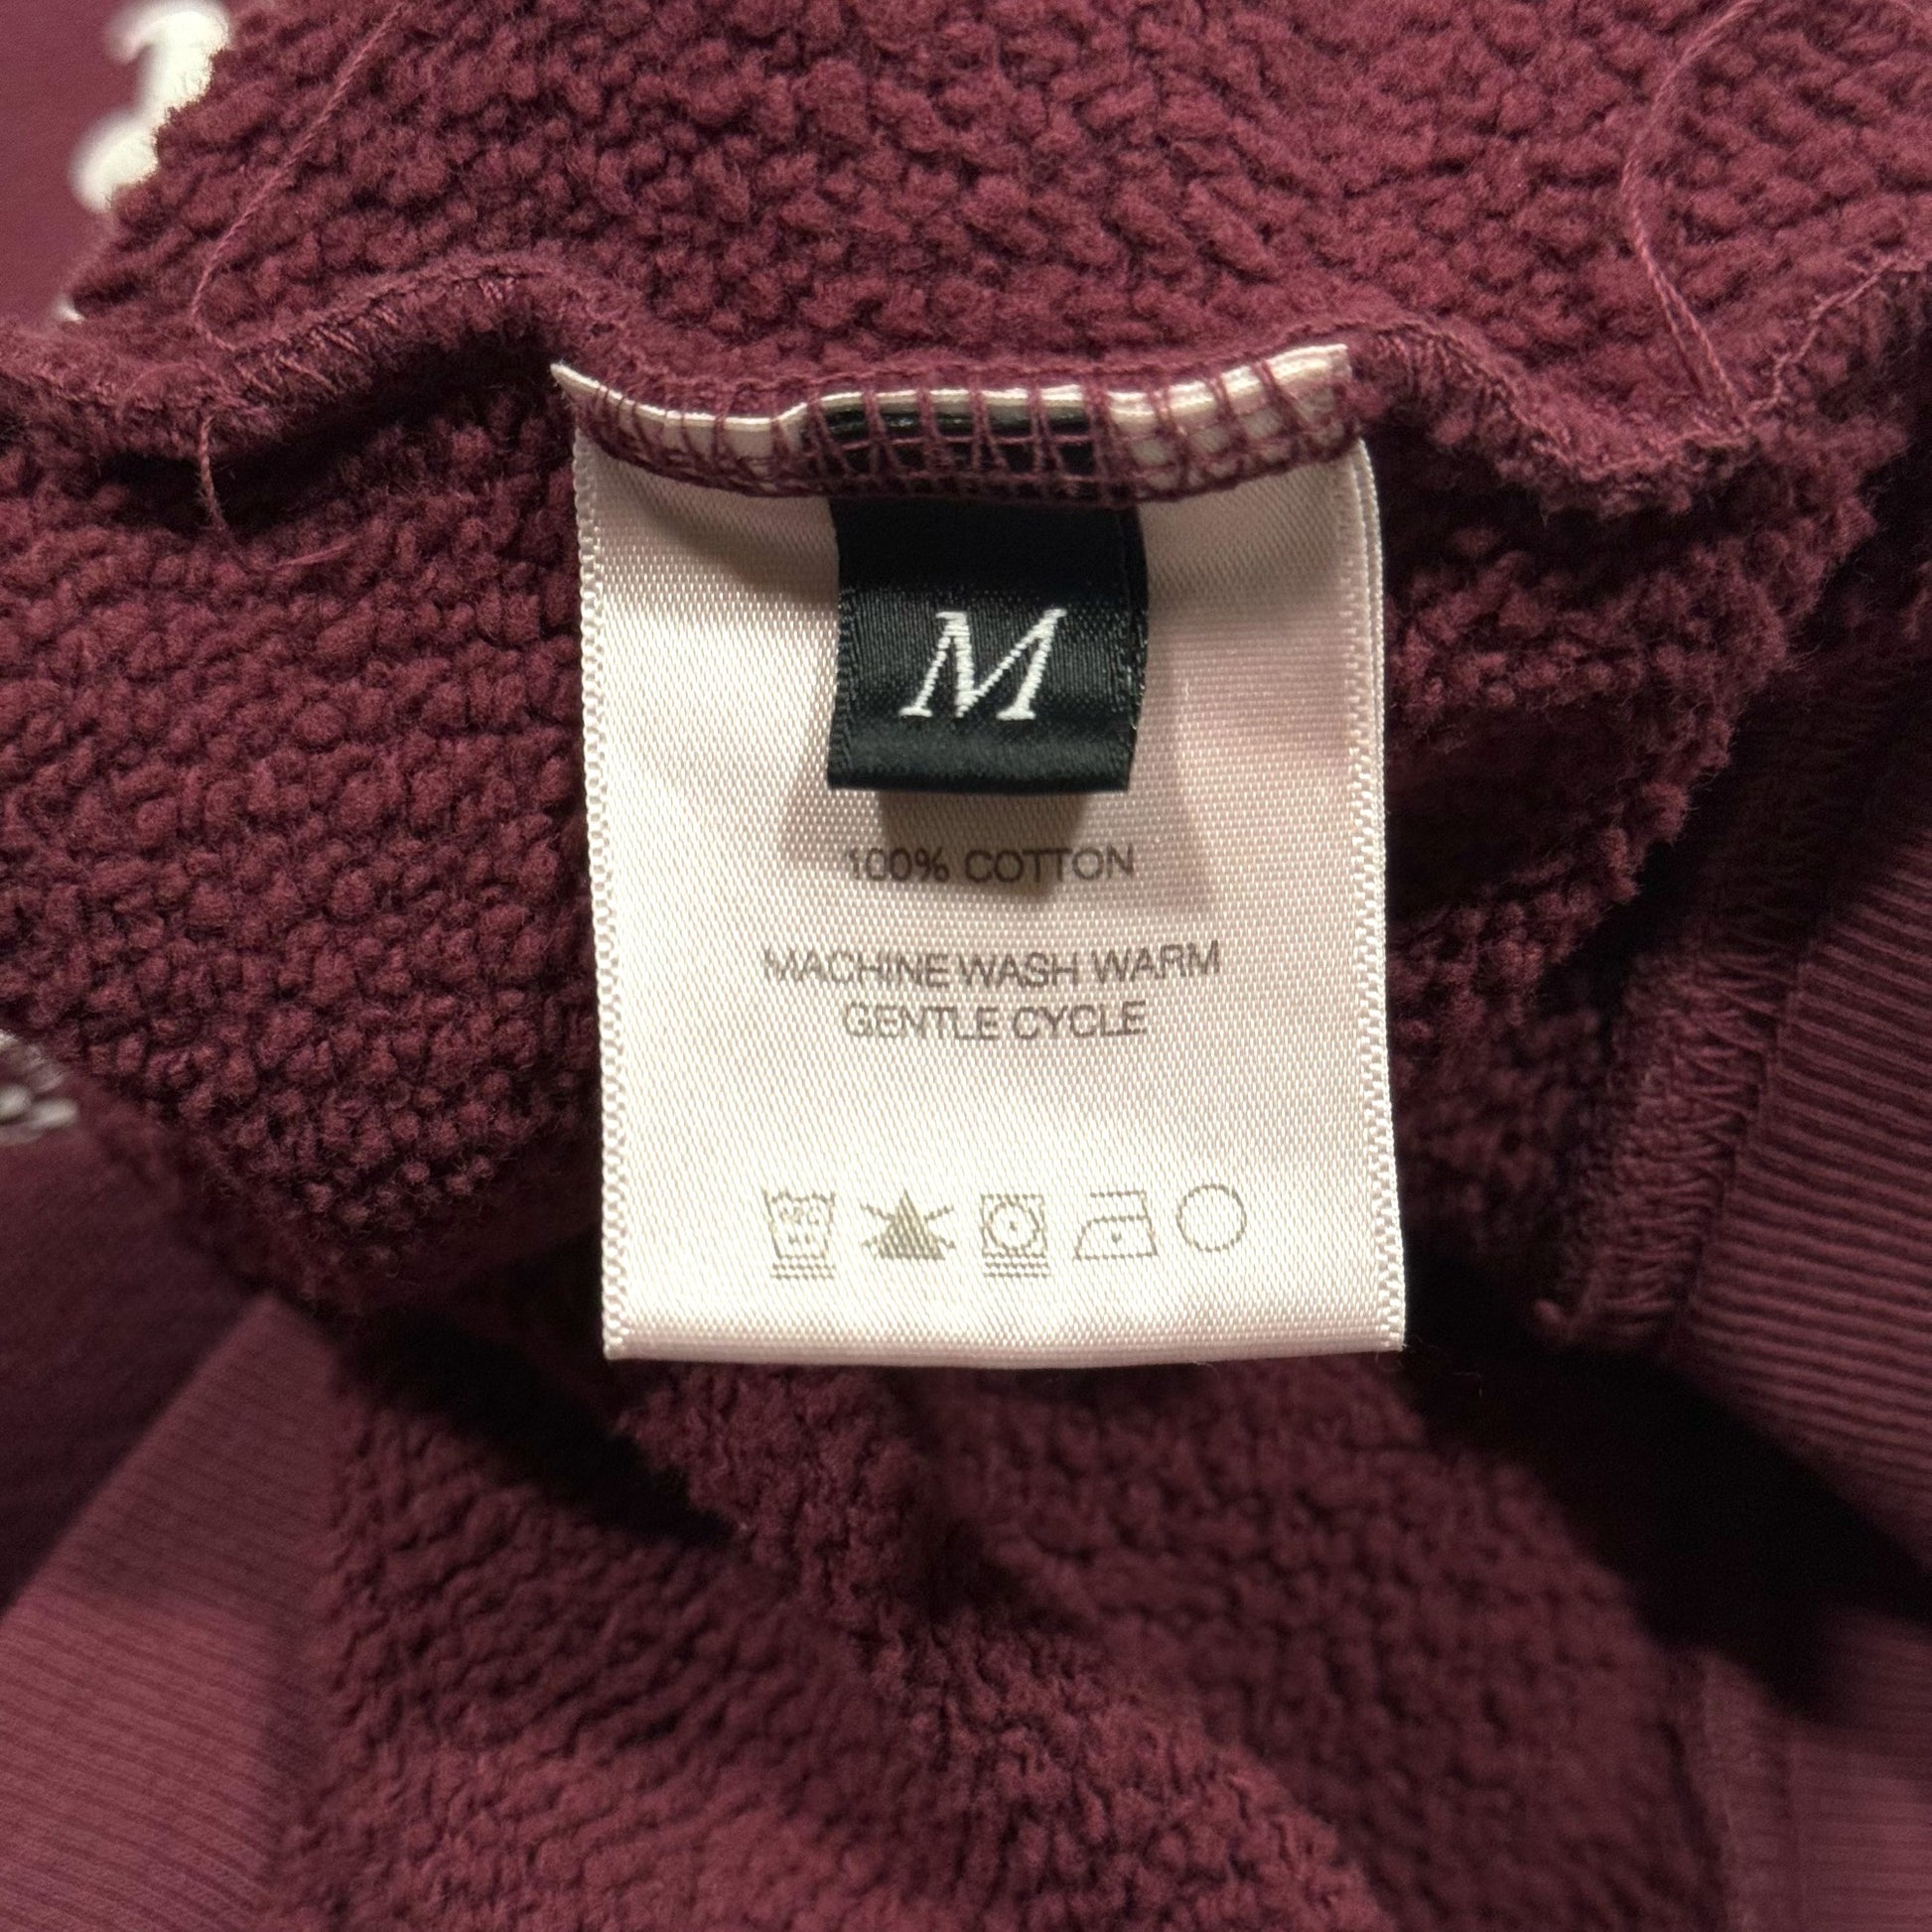 M
100% COTTON
MACHINE WASH WARM
GENTLE CYCLE